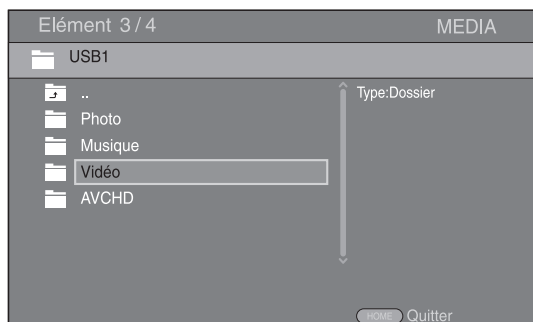 Elément 3 / 4 MEDIA
USB1
.. Type:Dossier
Photo
Musique
Vidéo
AVCHD
HOME Quitter